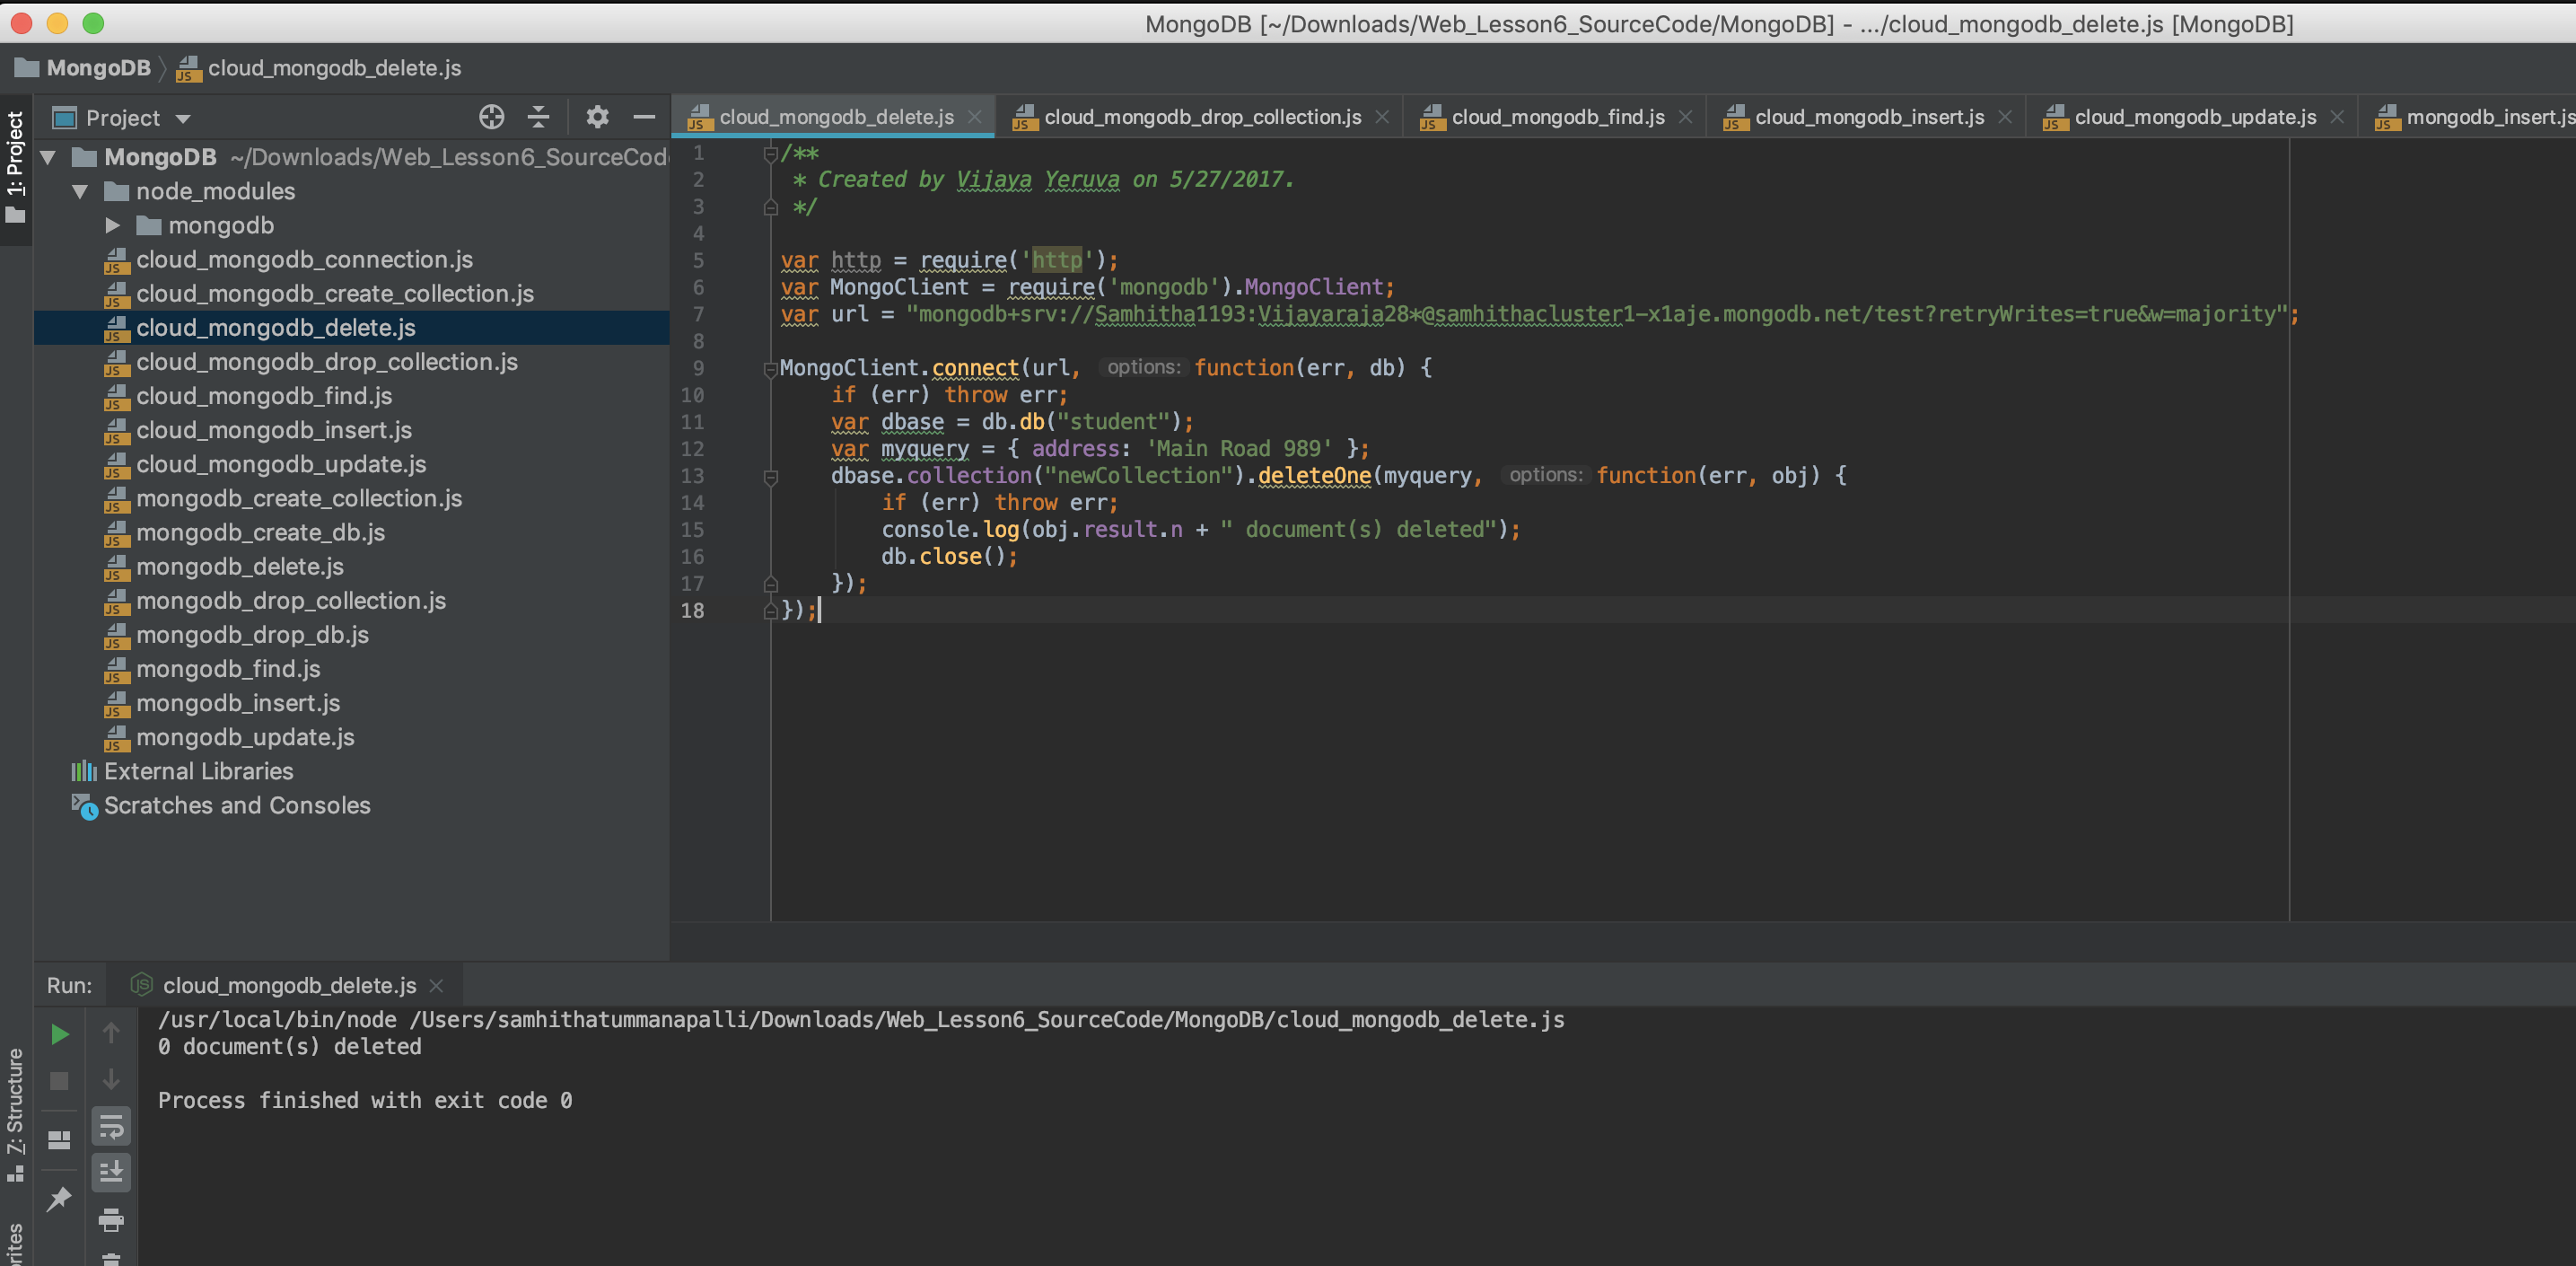 MongoDB [~/Downloads/Web_Lesson6_SourceCode/MongoDB] - .../cloud_mongodb_delete.js [MongoDB]
MongoDB cloud_mongodb_delete.js
1: Project
Project
cloud_mongodb_delete.js cloud_mongodb_drop_collection.js cloud_mongodb_find.js cloud_mongodb_insert.js cloud_mongodb_update.js mongodb_insert.js
MongoDB ~/Downloads/Web_Lesson6_SourceCod
node_modules
mongodb
cloud_mongodb_connection.js
cloud_mongodb_create_collection.js
cloud_mongodb_delete.js
cloud_mongodb_drop_collection.js
cloud_mongodb_find.js
cloud_mongodb_insert.js
cloud_mongodb_update.js
mongodb_create_collection.js
mongodb_create_db.js
mongodb_delete.js
mongodb_drop_collection.js
mongodb_drop_db.js
mongodb_find.js
mongodb_insert.js
mongodb_update.js
External Libraries
Scratches and Consoles
1 /**
2 * Created by Vijaya Yeruva on 5/27/2017.
3 */
4
5 var http = require('http');
6 var MongoClient = require('mongodb').MongoClient;
7 var url = "mongodb+srv://Samhitha1193:Vijayaraja28*@samhithacluster1-x1aje.mongodb.net/test?retryWrites=true&w=majority";
8
9 MongoClient.connect(url, options: function(err, db) {
10 if (err) throw err;
11 var dbase = db.db("student");
12 var myquery = { address: 'Main Road 989' };
13 dbase.collection("newCollection").deleteOne(myquery, options: function(err, obj) {
14 if (err) throw err;
15 console.log(obj.result.n + " document(s) deleted");
16 db.close();
17 });
18 });
Run: cloud_mongodb_delete.js
/usr/local/bin/node /Users/samhithatummanapalli/Downloads/Web_Lesson6_SourceCode/MongoDB/cloud_mongodb_delete.js
0 document(s) deleted
Process finished with exit code 0
Z: Structure